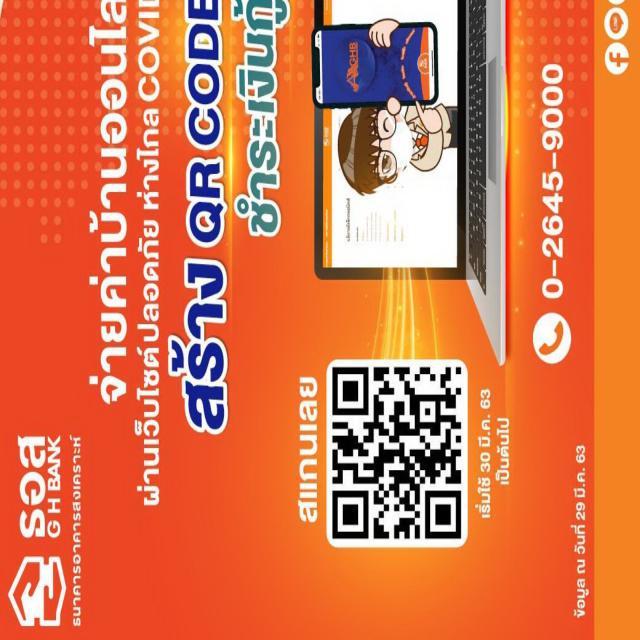 ธอส
G H BANK
ธนาคารอาคารสงเคราะห์
จ่ายค่าบ้านออนไล
ผ่านเว็บไซต์ ปลอดภัย ห่างไกล COVID
สร้าง QR CODE
ชำระเงินกู้
สแกนเลย
เริ่มใช้ 30 มี.ค. 63
เป็นต้นไป
GHB
0-2645-9000
ข้อมูล ณ วันที่ 29 มี.ค. 63